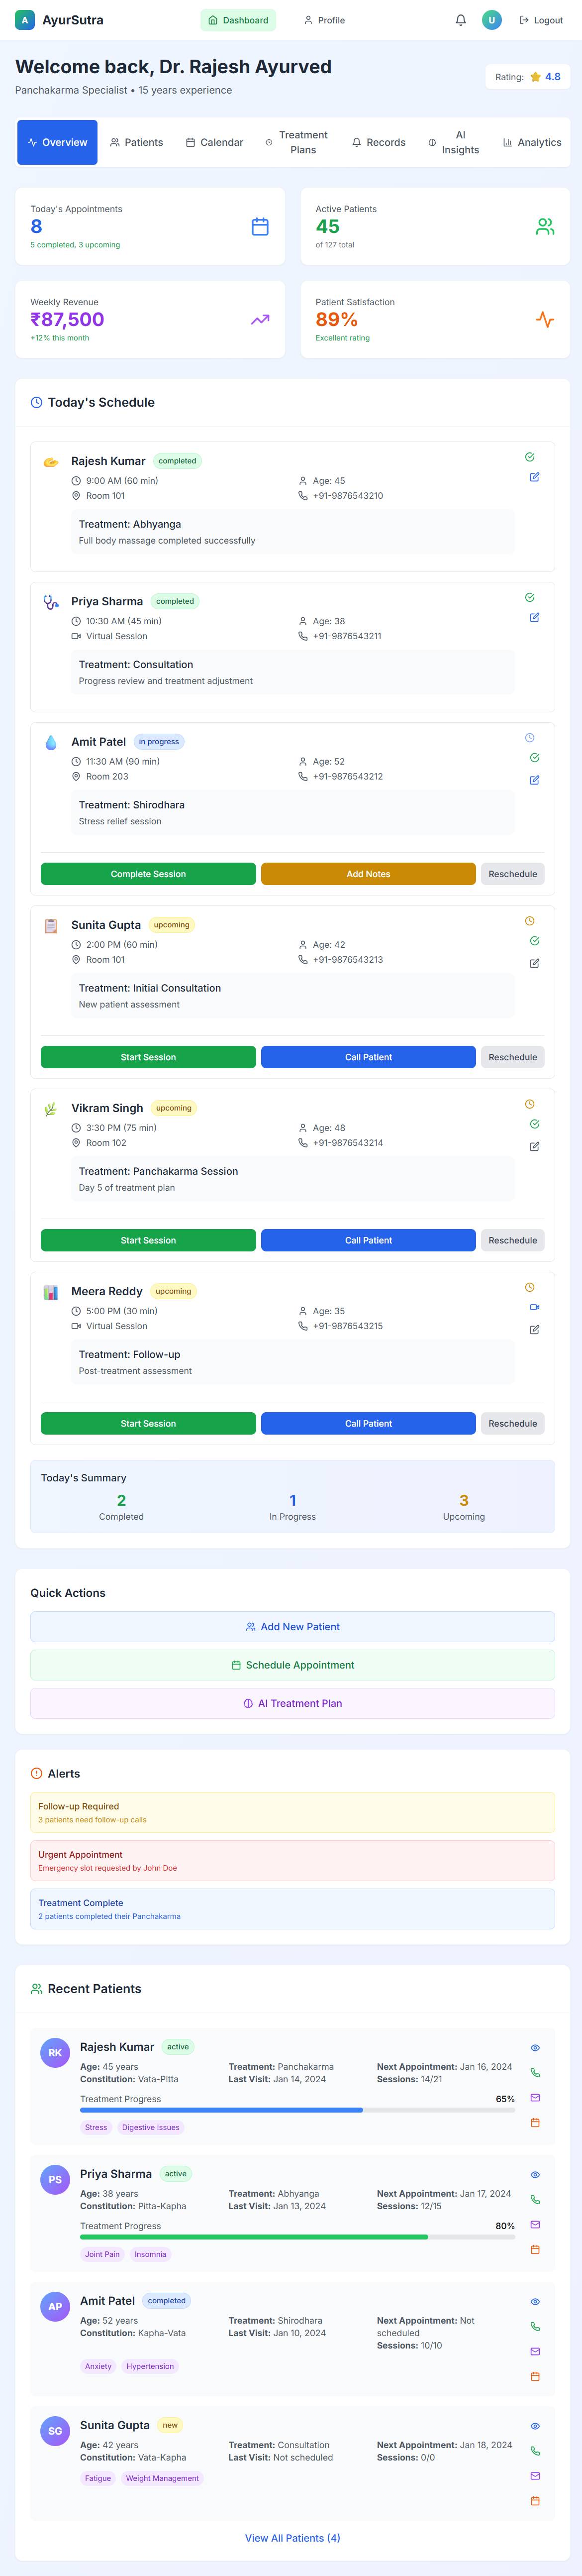 A AyurSutra Dashboard Profile U Logout
Welcome back, Dr. Rajesh Ayurved
Panchakarma Specialist • 15 years experience
Rating: ⭐ 4.8
Overview Patients Calendar Treatment Plans Records AI Insights Analytics
Today's Appointments
8
5 completed, 3 upcoming
Active Patients
45
of 127 total
Weekly Revenue
₹87,500
+12% this month
Patient Satisfaction
89%
Excellent rating
Today's Schedule
Rajesh Kumar completed
9:00 AM (60 min) Age: 45
Room 101 +91-9876543210
Treatment: Abhyanga
Full body massage completed successfully
Priya Sharma completed
10:30 AM (45 min) Age: 38
Virtual Session +91-9876543211
Treatment: Consultation
Progress review and treatment adjustment
Amit Patel in progress
11:30 AM (90 min) Age: 52
Room 203 +91-9876543212
Treatment: Shirodhara
Stress relief session
Complete Session Add Notes Reschedule
Sunita Gupta upcoming
2:00 PM (60 min) Age: 42
Room 101 +91-9876543213
Treatment: Initial Consultation
New patient assessment
Start Session Call Patient Reschedule
Vikram Singh upcoming
3:30 PM (75 min) Age: 48
Room 102 +91-9876543214
Treatment: Panchakarma Session
Day 5 of treatment plan
Start Session Call Patient Reschedule
Meera Reddy upcoming
5:00 PM (30 min) Age: 35
Virtual Session +91-9876543215
Treatment: Follow-up
Post-treatment assessment
Start Session Call Patient Reschedule
Today's Summary
2 1 3
Completed In Progress Upcoming
Quick Actions
Add New Patient
Schedule Appointment
AI Treatment Plan
Alerts
Follow-up Required
3 patients need follow-up calls
Urgent Appointment
Emergency slot requested by John Doe
Treatment Complete
2 patients completed their Panchakarma
Recent Patients
RK Rajesh Kumar active
Age: 45 years Treatment: Panchakarma Next Appointment: Jan 16, 2024
Constitution: Vata-Pitta Last Visit: Jan 14, 2024 Sessions: 14/21
Treatment Progress 65%
Stress Digestive Issues
PS Priya Sharma active
Age: 38 years Treatment: Abhyanga Next Appointment: Jan 17, 2024
Constitution: Pitta-Kapha Last Visit: Jan 13, 2024 Sessions: 12/15
Treatment Progress 80%
Joint Pain Insomnia
AP Amit Patel completed
Age: 52 years Treatment: Shirodhara Next Appointment: Not scheduled
Constitution: Kapha-Vata Last Visit: Jan 10, 2024
Sessions: 10/10
Anxiety Hypertension
SG Sunita Gupta new
Age: 42 years Treatment: Consultation Next Appointment: Jan 18, 2024
Constitution: Vata-Kapha Last Visit: Not scheduled Sessions: 0/0
Fatigue Weight Management
View All Patients (4)